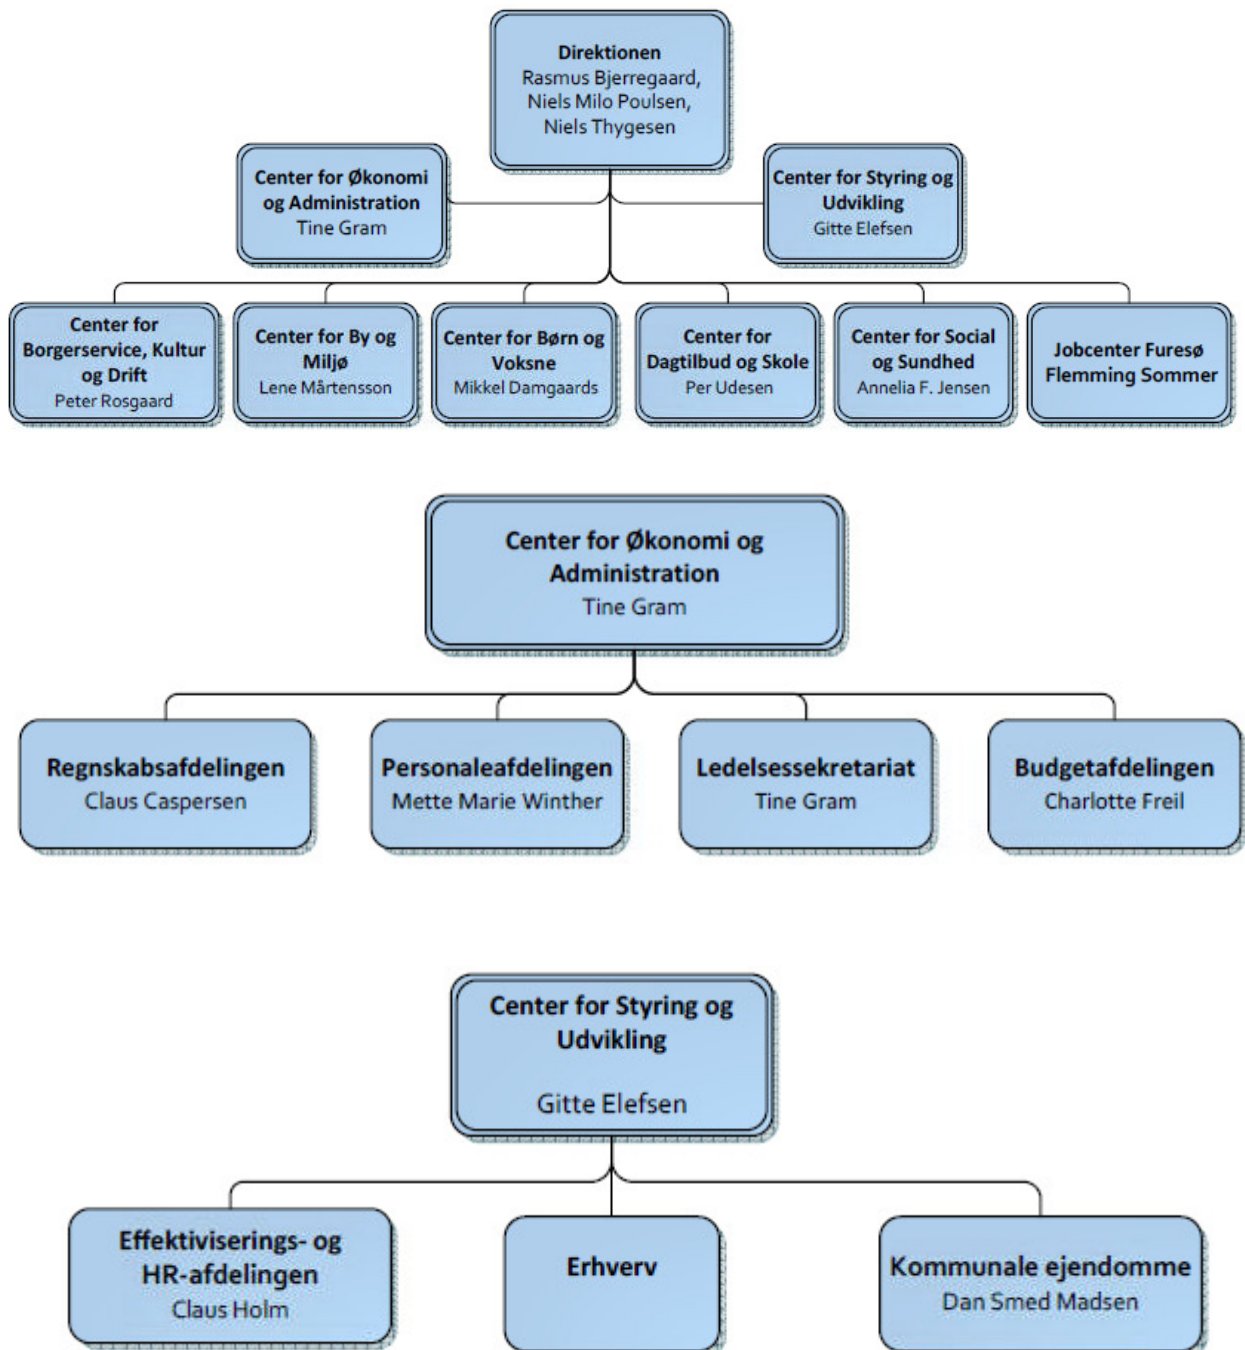 Direktionen
Rasmus Bjerregaard,
Niels Milo Poulsen,
Niels Thygesen
Center for Økonomi
og Administration
Tine Gram
Center for Styring og
Udvikling
Gitte Elefsen
Center for
Borgerservice, Kultur
og Drift
Peter Rosgaard
Center for By og
Miljø
Lene Mårtensson
Center for Børn og
Voksne
Mikkel Damgaards
Center for
Dagtilbud og Skole
Per Udesen
Center for Social
og Sundhed
Annelia F. Jensen
Jobcenter Furesø
Flemming Sommer
Center for Økonomi og
Administration
Tine Gram
Regnskabsafdelingen
Claus Caspersen
Personaleafdelingen
Mette Marie Winther
Ledelsessekretariat
Tine Gram
Budgetafdelingen
Charlotte Freil
Center for Styring og
Udvikling
Gitte Elefsen
Effektiviserings- og
HR-afdelingen
Claus Holm
Erhverv
Kommunale ejendomme
Dan Smed Madsen